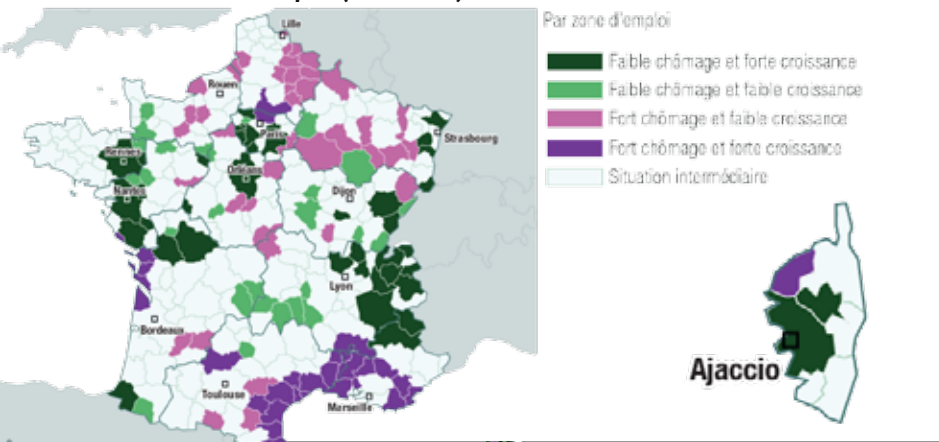 Par zone d'emploi
Faible chômage et forte croissance
Faible chômage et faible croissance
Fort chômage et faible croissance
Fort chômage et forte croissance
Situation intermédiaire
Lille
Rouen
Paris
Strasbourg
Rennes
Orléans
Nantes
Dijon
Lyon
Bordeaux
Toulouse
Marseille
Ajaccio